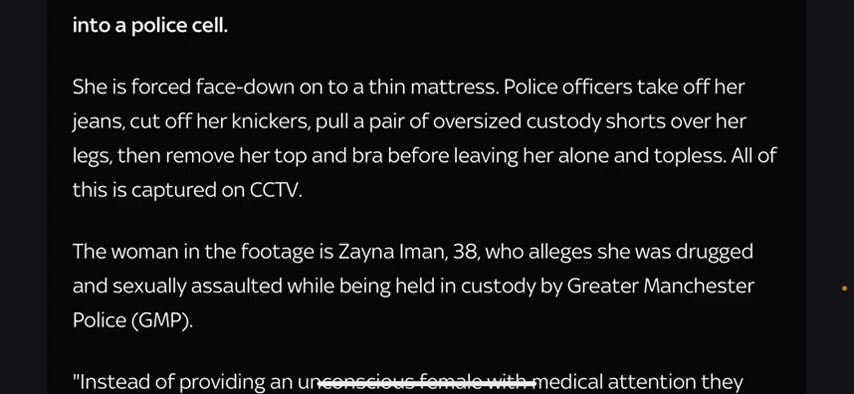 into a police cell.
She is forced face-down on to a thin mattress. Police officers take off her
jeans, cut off her knickers, pull a pair of oversized custody shorts over her
legs, then remove her top and bra before leaving her alone and topless. All of
this is captured on CCTV.
The woman in the footage is Zayna Iman, 38, who alleges she was drugged
and sexually assaulted while being held in custody by Greater Manchester
Police (GMP).
"Instead of providing an unconscious female with medical attention they